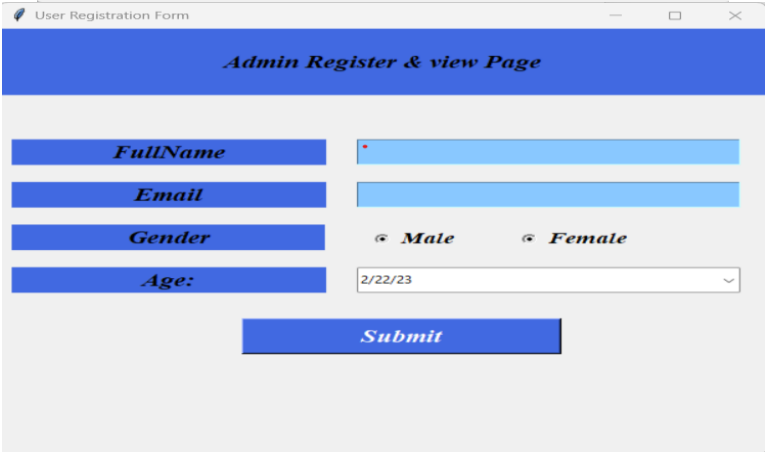 User Registration Form
Admin Register & view Page
FullName
*
Email
Gender Male Female
Age: 2/22/23
Submit